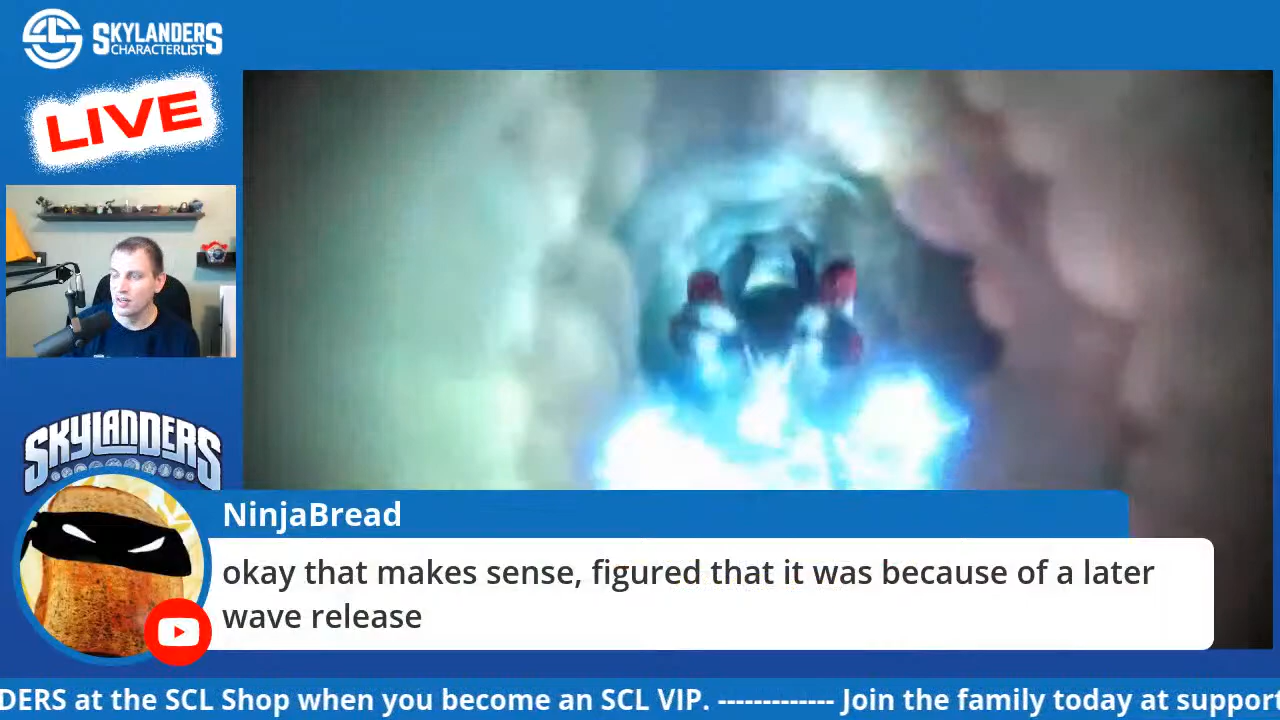 SKYLANDERS
CHARACTERLIST
LIVE
SKYLANDERS
NinjaBread
okay that makes sense, figured that it was because of a later
wave release
DERS at the SCL Shop when you become an SCL VIP. ------------- Join the family today at support